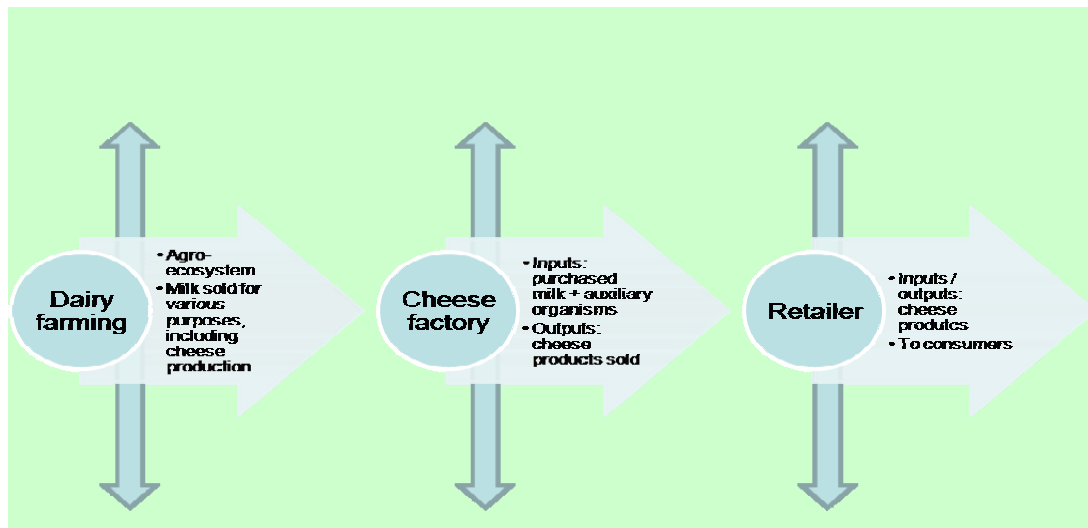 Dairy
farming
• Agro-
ecosystem
• Milk sold for
various
purposes,
including
cheese
production
Cheese
factory
• Inputs:
purchased
milk + auxiliary
organisms
• Outputs:
cheese
products sold
Retailer
• Inputs /
outputs:
cheese
produtcs
• To consumers